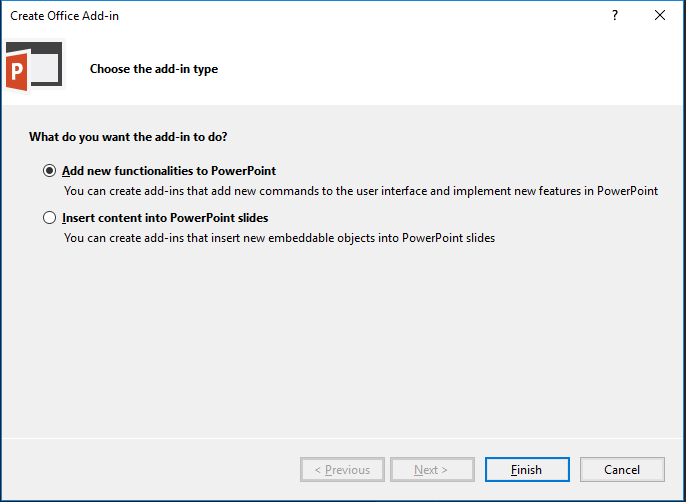 Create Office Add-in
?
P
Choose the add-in type
What do you want the add-in to do?
Add new functionalities to PowerPoint
You can create add-ins that add new commands to the user interface and implement new features in PowerPoint
Insert content into PowerPoint slides
You can create add-ins that insert new embeddable objects into PowerPoint slides
< Previous
Next >
Finish
Cancel